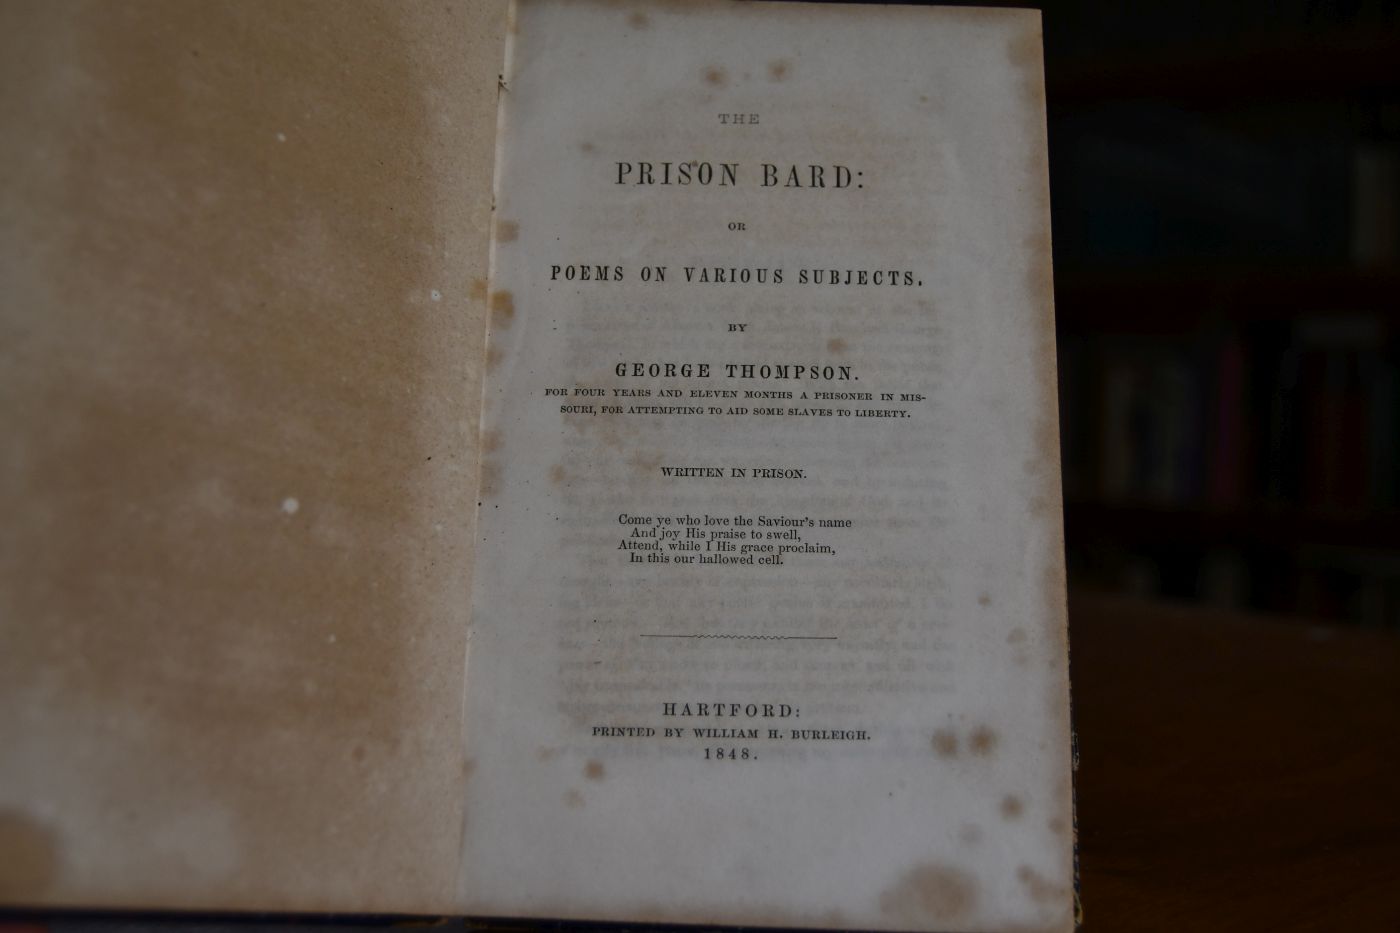 THE
PRISON BARD:
OR
POEMS ON VARIOUS SUBJECTS.
BY
GEORGE THOMPSON.
FOR FOUR YEARS AND ELEVEN MONTHS A PRISONER IN MIS-
SOURI, FOR ATTEMPTING TO AID SOME SLAVES TO LIBERTY.
WRITTEN IN PRISON.
Come ye who love the Saviour's name
And joy His praise to swell,
Attend, while I His grace proclaim,
In this our hallowed cell.
HARTFORD:
PRINTED BY WILLIAM H. BURLEIGH.
1848.